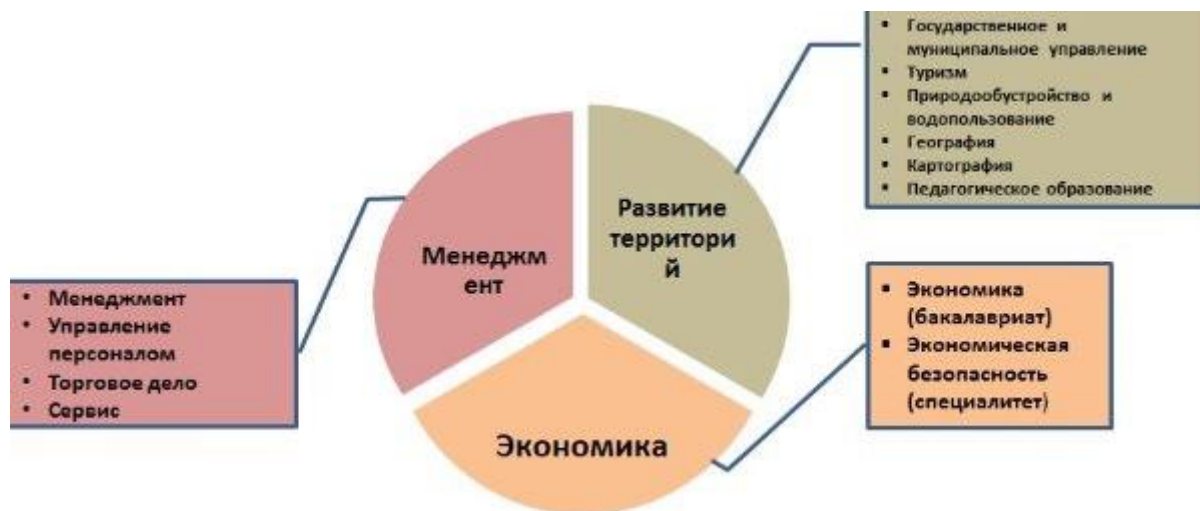 ▪ Государственное и
муниципальное управление
▪ Туризм
▪ Природообустройство и
водопользование
▪ География
▪ Картография
▪ Педагогическое образование
Развитие
территори
й
Менеджм
ент
• Менеджмент
• Управление
персоналом
• Торговое дело
• Сервис
▪ Экономика
(бакалавриат)
▪ Экономическая
безопасность
(специалитет)
Экономика